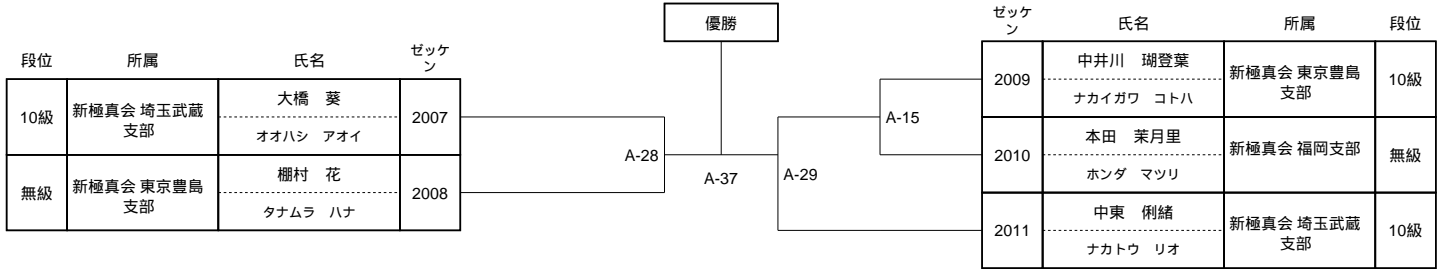 優勝
段位 所属 氏名 ゼッケン
10級 新極真会 埼玉武蔵支部 大橋 葵 2007
オオハシ アオイ
無級 新極真会 東京豊島支部 棚村 花 2008
タナムラ ハナ
A-28
A-37
A-29
A-15
ゼッケン 氏名 所属 段位
2009 中井川 瑚登葉 新極真会 東京豊島支部 10級
ナカイガワ コトハ
2010 本田 茉月里 新極真会 福岡支部 無級
ホンダ マツリ
2011 中東 俐緒 新極真会 埼玉武蔵支部 10級
ナカトウ リオ